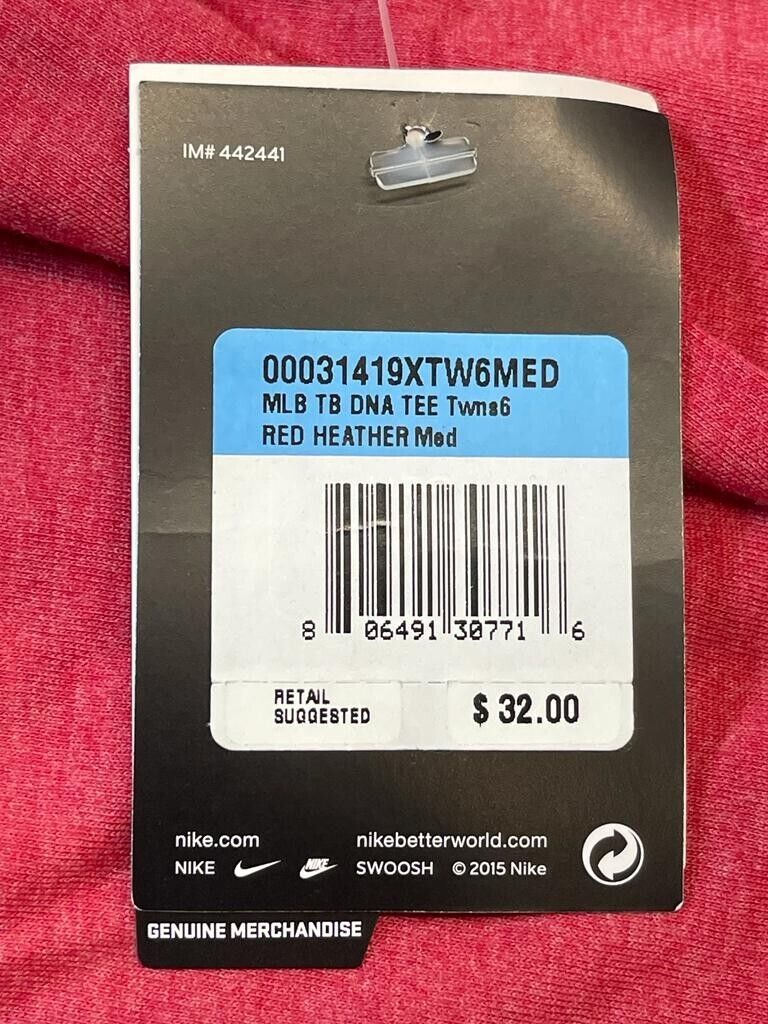 IM# 442441
00031419XTW6MED
MLB TB DNA TEE Twns6
RED HEATHER Med
8 06491 30771 6
RETAIL
SUGGESTED
$ 32.00
nike.com nikebetterworld.com
NIKE NIKE SWOOSH © 2015 Nike
GENUINE MERCHANDISE